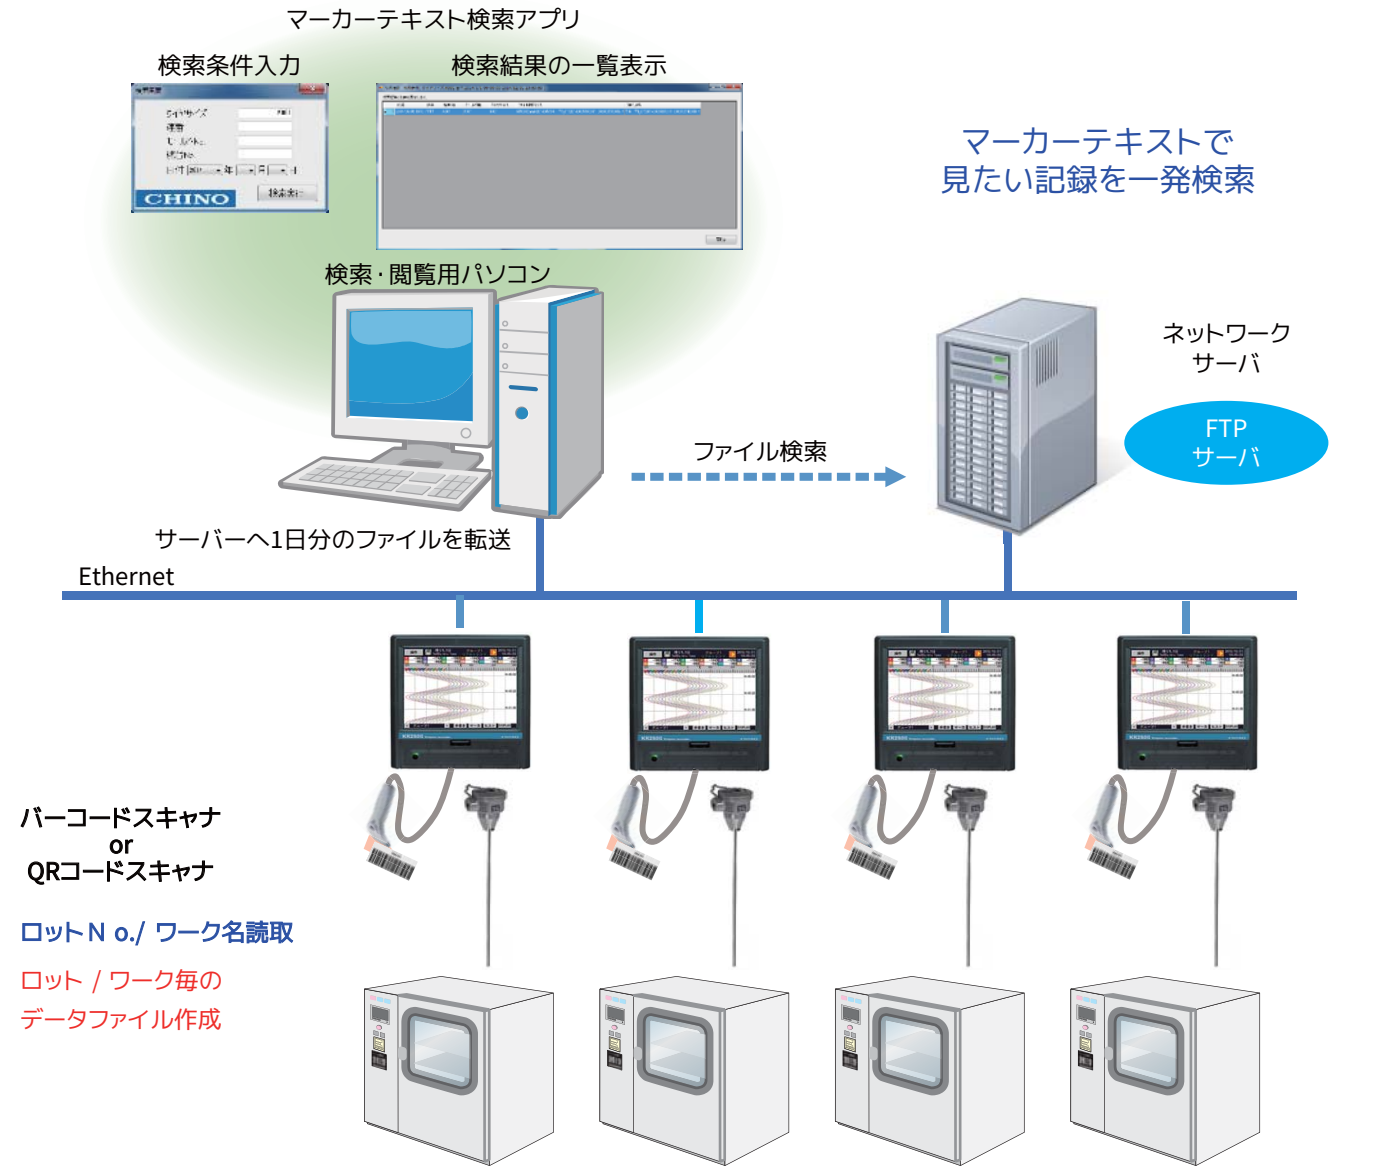 マーカーテキスト検索アプリ
検索条件入力
検索結果の一覧表示
CHINO
マーカーテキストで
見たい記録を一発検索
検索・閲覧用パソコン
ネットワーク
サーバ
FTP
サーバ
ファイル検索
サーバーへ1日分のファイルを転送
Ethernet
バーコードスキャナ
or
QRコードスキャナ
ロットN o./ ワーク名読取
ロット / ワーク毎の
データファイル作成